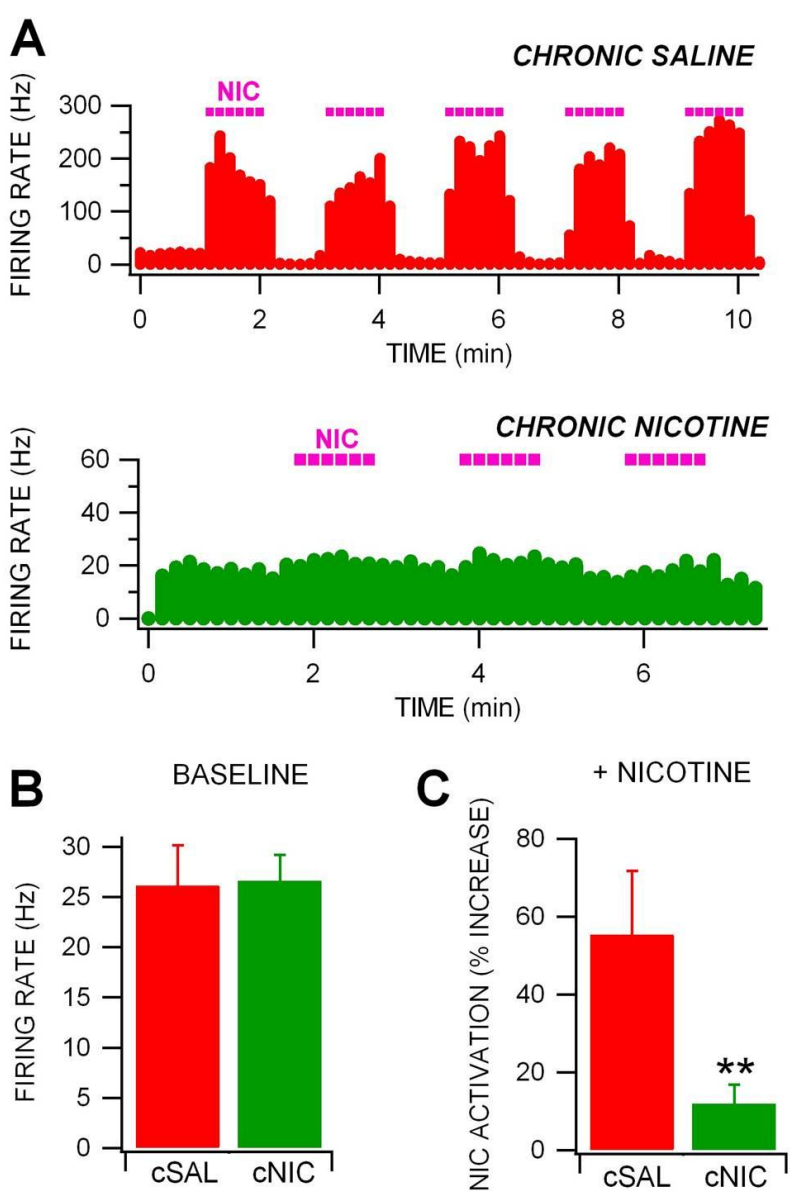 A
CHRONIC SALINE
NIC
FIRING RATE (Hz)
300
200
100
0
0 2 4 6 8 10
TIME (min)
CHRONIC NICOTINE
NIC
FIRING RATE (Hz)
60
40
20
0
0 2 4 6
TIME (min)
B
BASELINE
FIRING RATE (Hz)
30
25
20
15
10
5
0
cSAL cNIC
C
+ NICOTINE
NIC ACTIVATION (% INCREASE)
80
60
40
20
0
**
cSAL cNIC